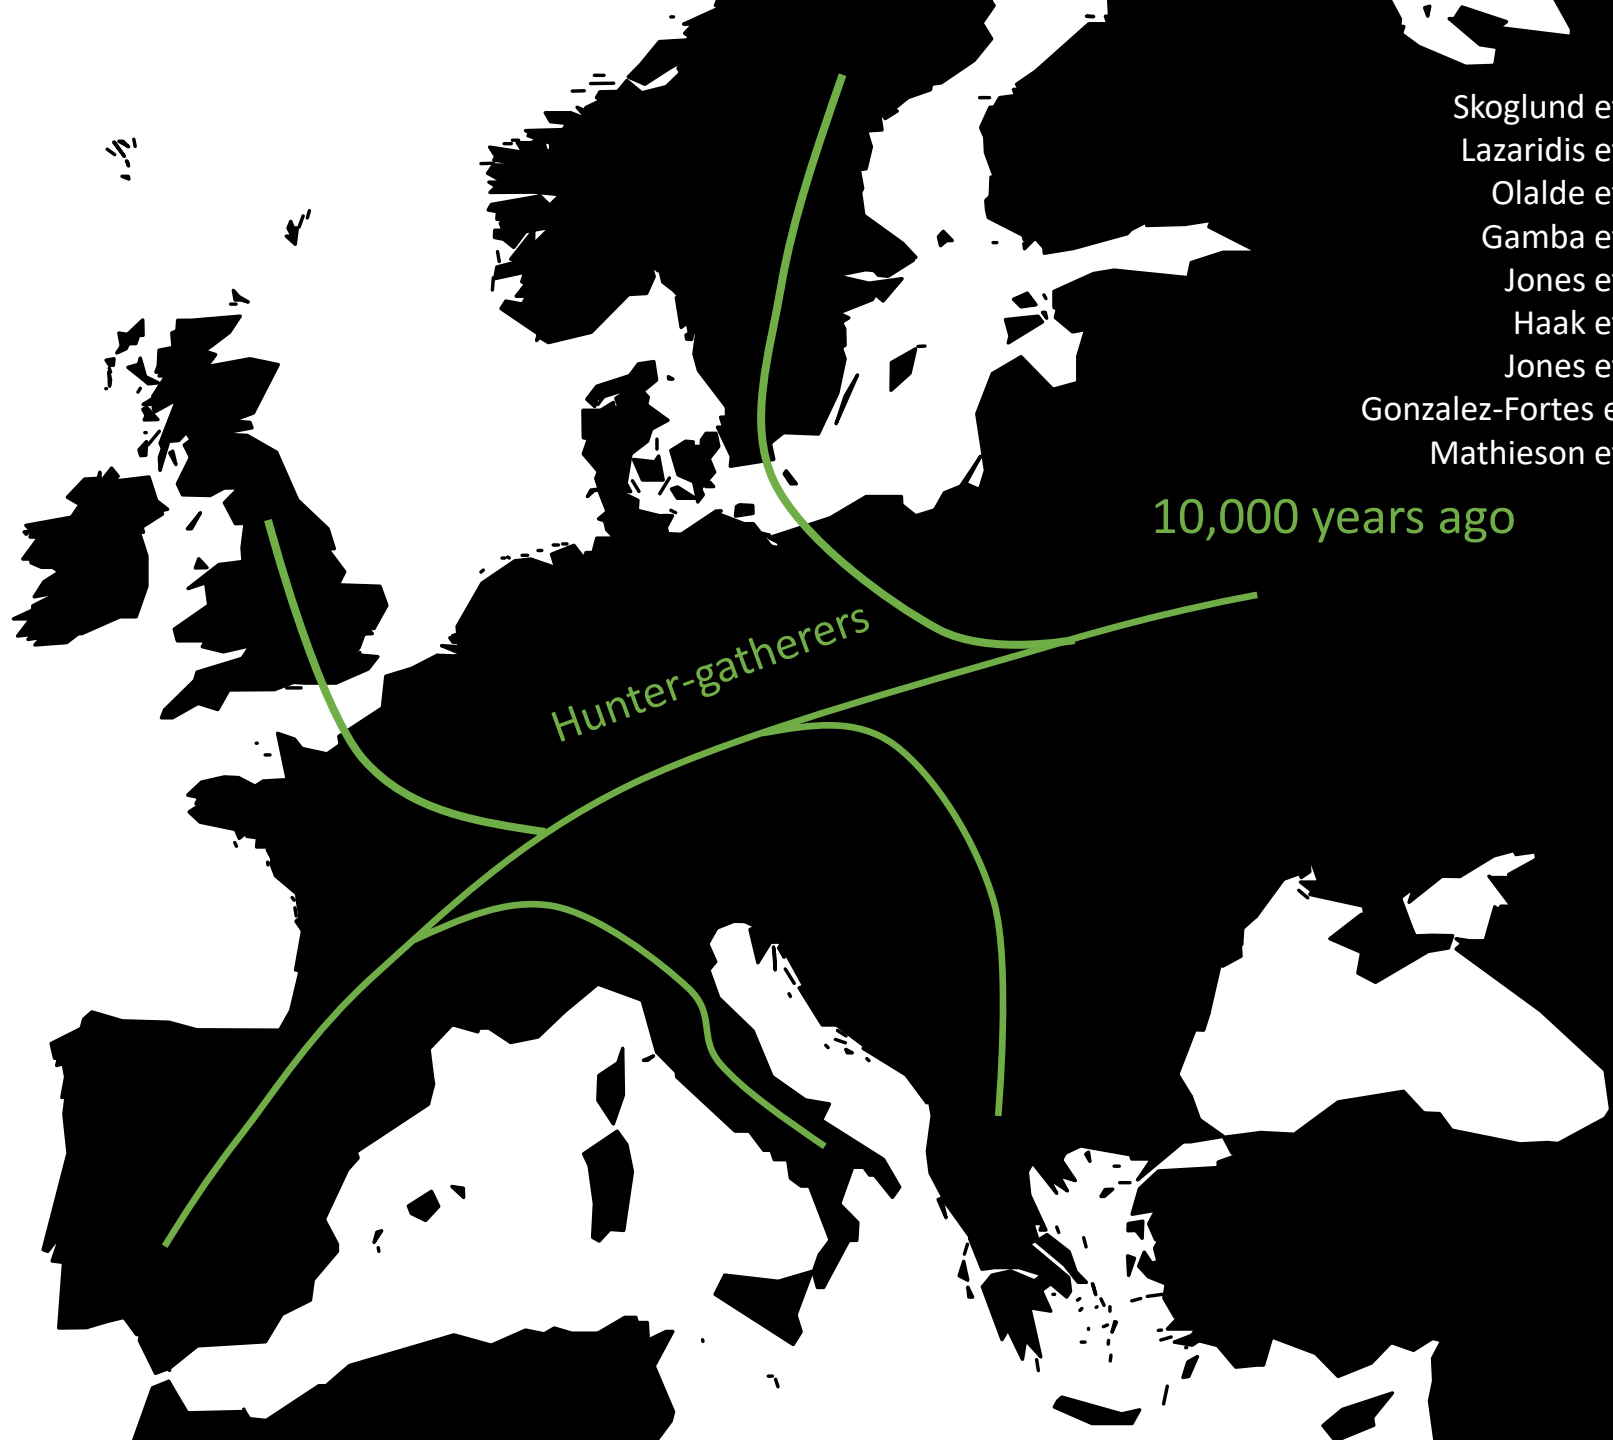 Skoglund e
Lazaridis e
Olalde e
Gamba e
Jones e
Haak e
Jones e
Gonzalez-Fortes e
Mathieson e
10,000 years ago
Hunter-gatherers